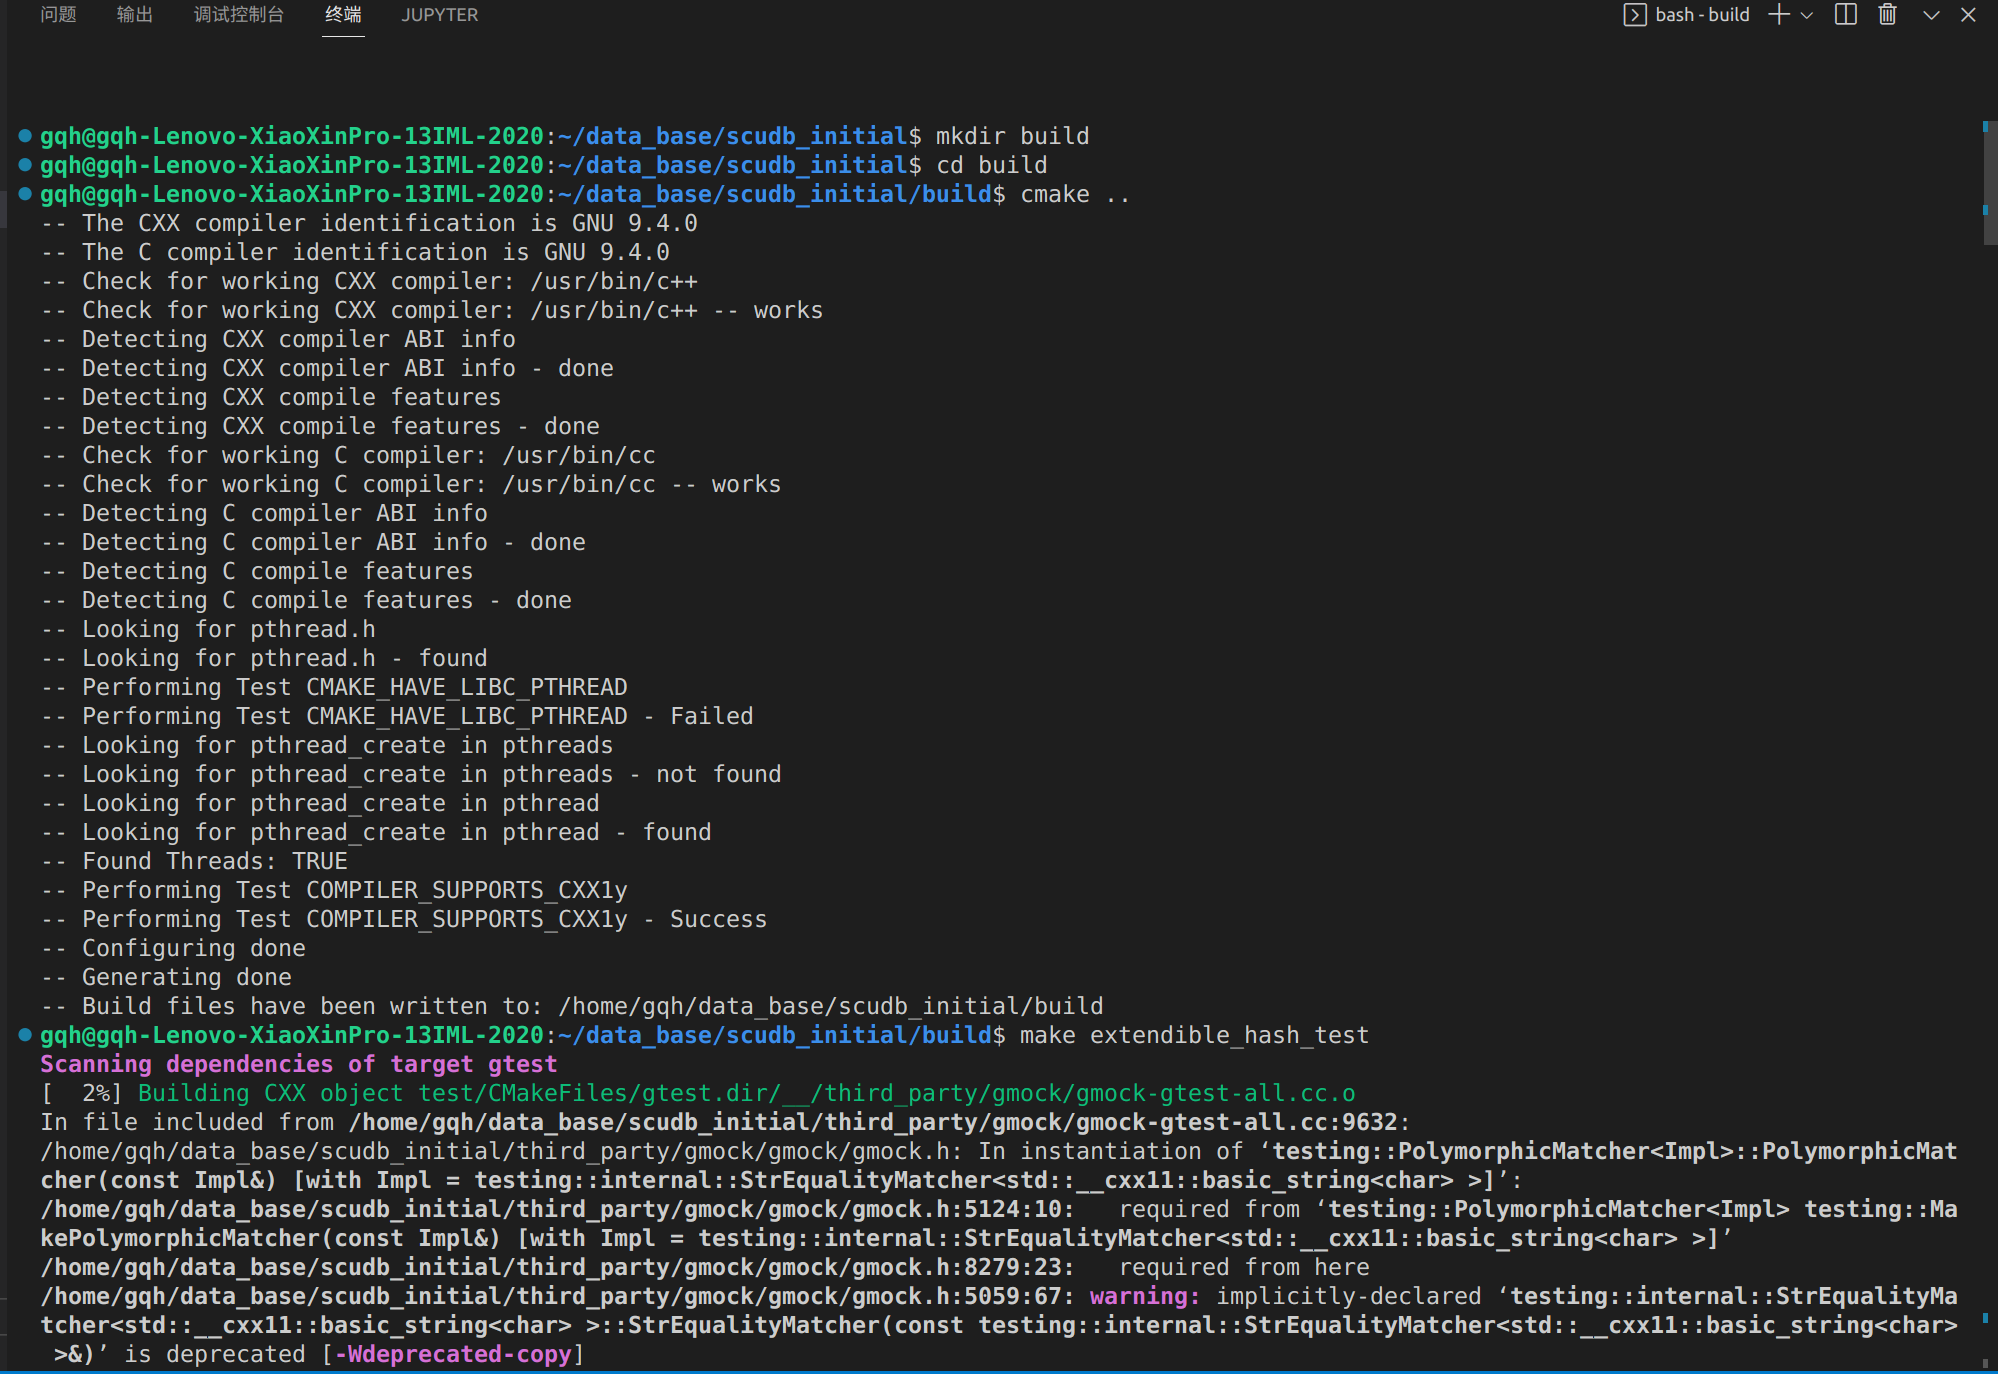 问题 输出 调试控制台 终端 JUPYTER bash - build
gqh@gqh-Lenovo-XiaoXinPro-13IML-2020:~/data_base/scudb_initial$ mkdir build
gqh@gqh-Lenovo-XiaoXinPro-13IML-2020:~/data_base/scudb_initial$ cd build
gqh@gqh-Lenovo-XiaoXinPro-13IML-2020:~/data_base/scudb_initial/build$ cmake ..
-- The CXX compiler identification is GNU 9.4.0
-- The C compiler identification is GNU 9.4.0
-- Check for working CXX compiler: /usr/bin/c++
-- Check for working CXX compiler: /usr/bin/c++ -- works
-- Detecting CXX compiler ABI info
-- Detecting CXX compiler ABI info - done
-- Detecting CXX compile features
-- Detecting CXX compile features - done
-- Check for working C compiler: /usr/bin/cc
-- Check for working C compiler: /usr/bin/cc -- works
-- Detecting C compiler ABI info
-- Detecting C compiler ABI info - done
-- Detecting C compile features
-- Detecting C compile features - done
-- Looking for pthread.h
-- Looking for pthread.h - found
-- Performing Test CMAKE_HAVE_LIBC_PTHREAD
-- Performing Test CMAKE_HAVE_LIBC_PTHREAD - Failed
-- Looking for pthread_create in pthreads
-- Looking for pthread_create in pthreads - not found
-- Looking for pthread_create in pthread
-- Looking for pthread_create in pthread - found
-- Found Threads: TRUE
-- Performing Test COMPILER_SUPPORTS_CXX1y
-- Performing Test COMPILER_SUPPORTS_CXX1y - Success
-- Configuring done
-- Generating done
-- Build files have been written to: /home/gqh/data_base/scudb_initial/build
gqh@gqh-Lenovo-XiaoXinPro-13IML-2020:~/data_base/scudb_initial/build$ make extendible_hash_test
Scanning dependencies of target gtest
[  2%] Building CXX object test/CMakeFiles/gtest.dir/__/third_party/gmock/gmock-gtest-all.cc.o
In file included from /home/gqh/data_base/scudb_initial/third_party/gmock/gmock-gtest-all.cc:9632:
/home/gqh/data_base/scudb_initial/third_party/gmock/gmock/gmock.h: In instantiation of ‘testing::PolymorphicMatcher<Impl>::PolymorphicMat
cher(const Impl&) [with Impl = testing::internal::StrEqualityMatcher<std::__cxx11::basic_string<char> >]’:
/home/gqh/data_base/scudb_initial/third_party/gmock/gmock/gmock.h:5124:10:   required from ‘testing::PolymorphicMatcher<Impl> testing::Ma
kePolymorphicMatcher(const Impl&) [with Impl = testing::internal::StrEqualityMatcher<std::__cxx11::basic_string<char> >]’
/home/gqh/data_base/scudb_initial/third_party/gmock/gmock/gmock.h:8279:23:   required from here
/home/gqh/data_base/scudb_initial/third_party/gmock/gmock/gmock.h:5059:67: warning: implicitly-declared ‘testing::internal::StrEqualityMa
tcher<std::__cxx11::basic_string<char> >::StrEqualityMatcher(const testing::internal::StrEqualityMatcher<std::__cxx11::basic_string<char>
 >&)’ is deprecated [-Wdeprecated-copy]